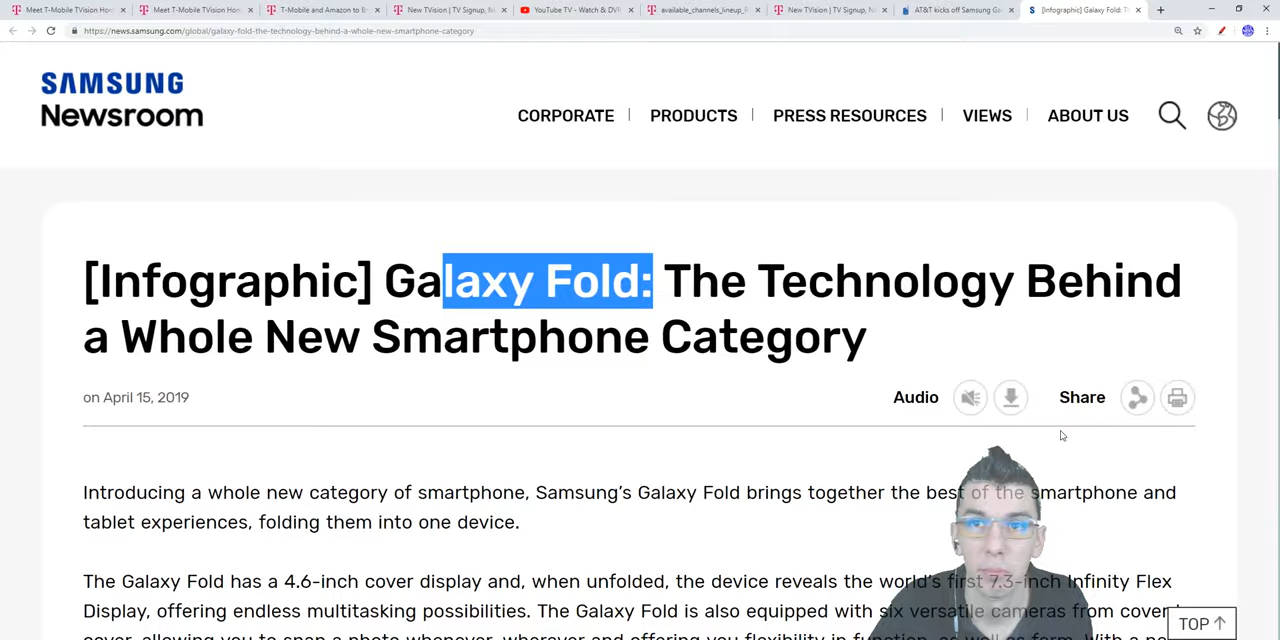 Meet T-Mobile TVision Hom
Meet T-Mobile TVision Hom
T-Mobile and Amazon to Br
New TVision | TV Signup, N
YouTube TV - Watch & DVR
available_channels_lineup_F
New TVision | TV Signup, N
AT&T kicks off Samsung Ga
[Infographic] Galaxy Fold: T
https://news.samsung.com/global/galaxy-fold-the-technology-behind-a-whole-new-smartphone-category
SAMSUNG
Newsroom
CORPORATE PRODUCTS PRESS RESOURCES VIEWS ABOUT US
[Infographic] Galaxy Fold: The Technology Behind
a Whole New Smartphone Category
on April 15, 2019
Audio Share
Introducing a whole new category of smartphone, Samsung's Galaxy Fold brings together the best of the smartphone and
tablet experiences, folding them into one device.
The Galaxy Fold has a 4.6-inch cover display and, when unfolded, the device reveals the world's first 7.3-inch Infinity Flex
Display, offering endless multitasking possibilities. The Galaxy Fold is also equipped with six versatile cameras from cover t
TOP